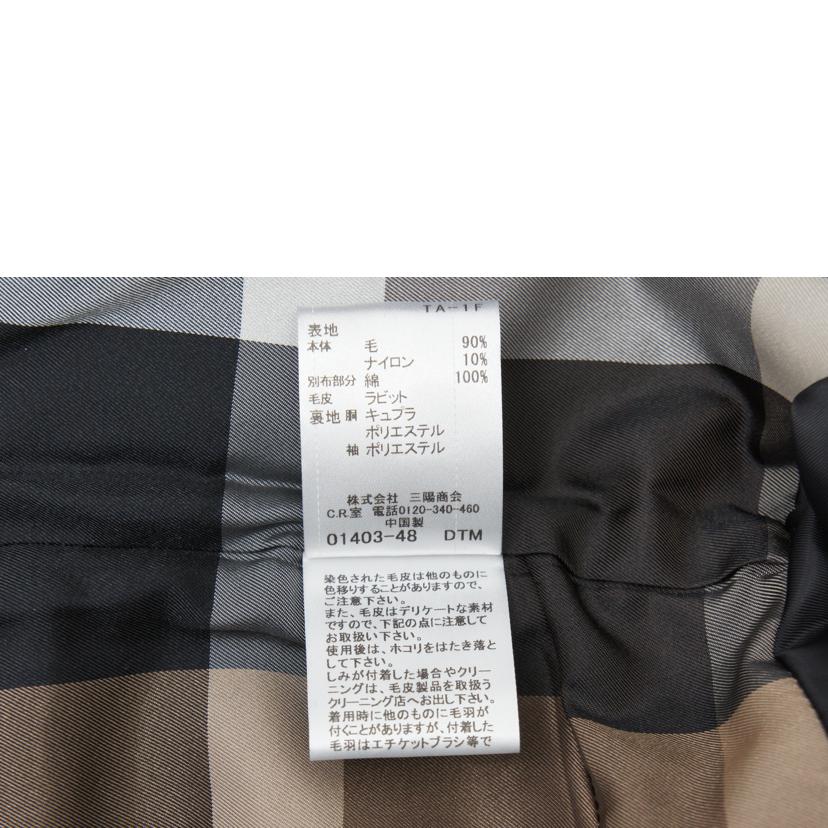 TA-1F
表地
本体 毛 90%
ナイロン 10%
別布部分 綿 100%
毛皮 ラビット
裏地 胴 キュプラ
ポリエステル
袖 ポリエステル
株式会社 三陽商会
C.R.室 電話0120-340-460
中国製
01403-48 DTM
染色された毛皮は他のものに
色移りすることがありますので、
ご注意下さい。
また、毛皮はデリケートな素材
ですので、下記の点に注意して
お取扱い下さい。
使用後は、ホコリをはたき落と
して下さい。
しみが付着した場合やクリー
ニングは、毛皮製品を取扱う
クリーニング店へお出し下さい。
着用時に他のものに毛羽が
付くことがありますが、付着した
毛羽はエチケットブラシ等で